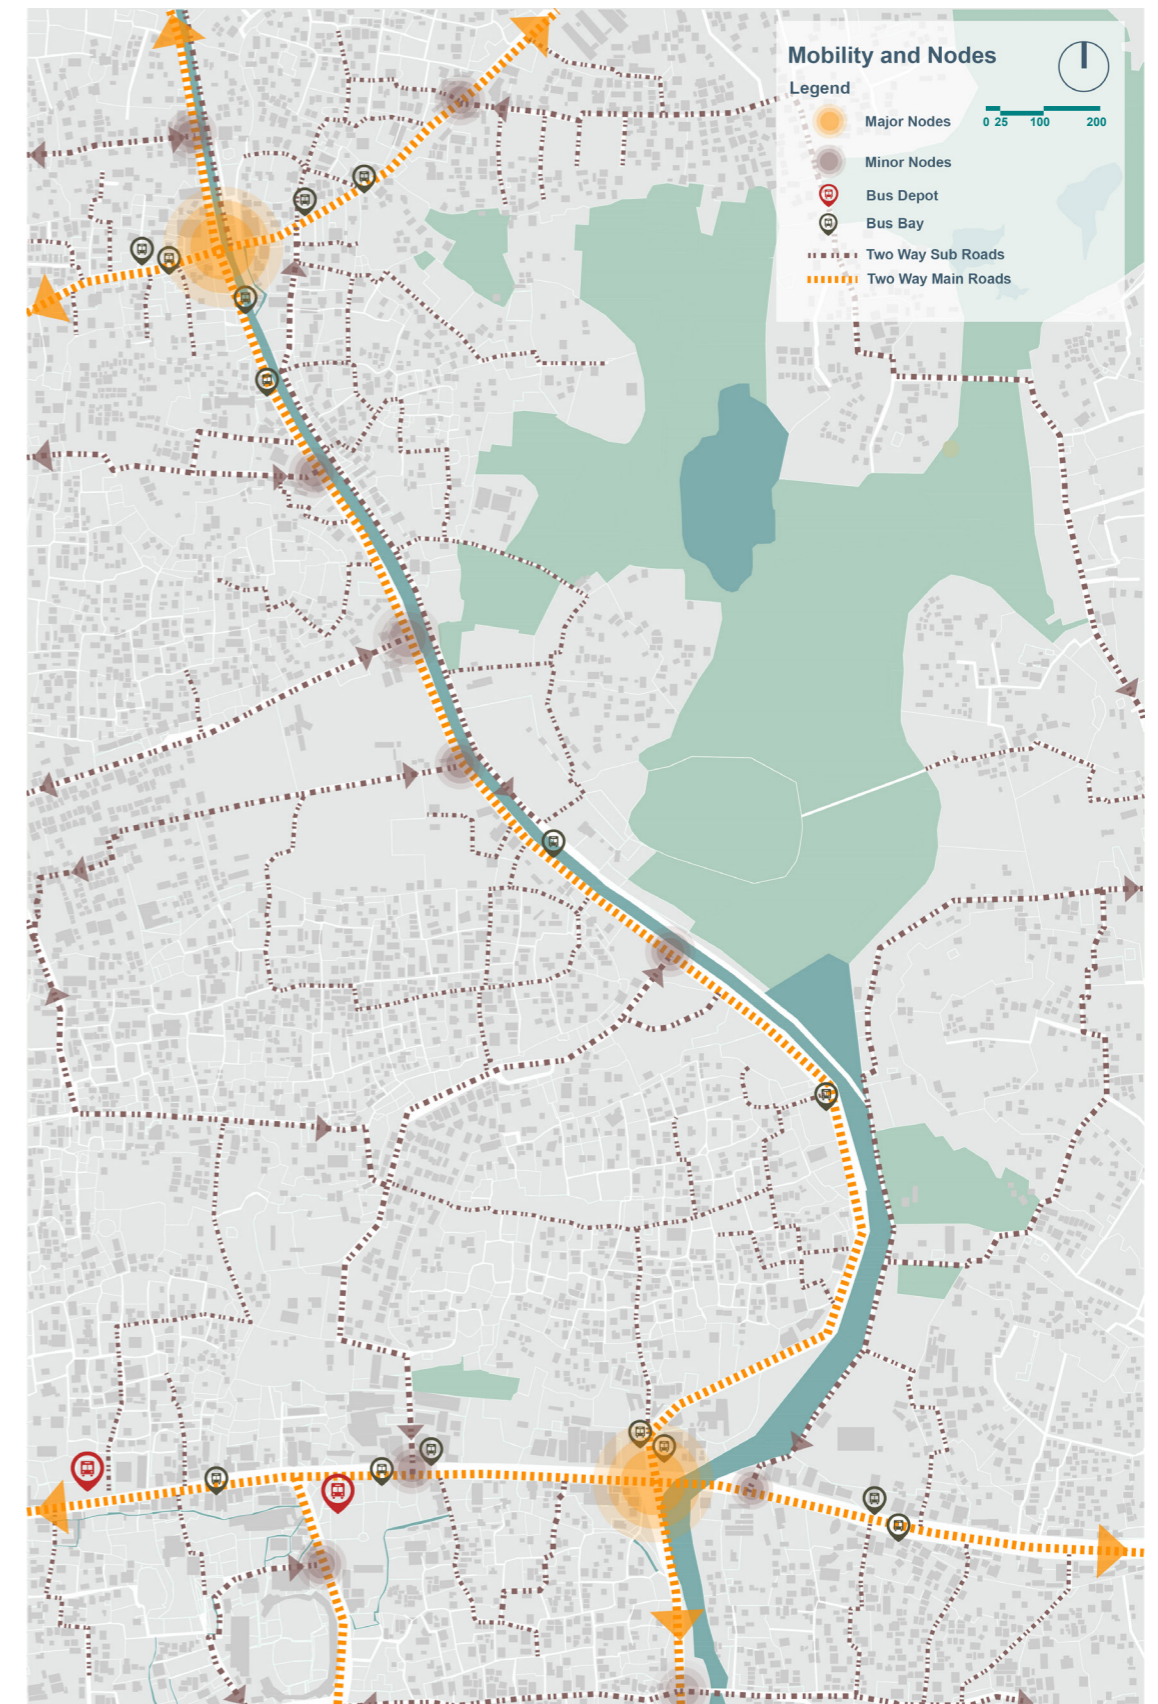 Mobility and Nodes
Legend
Major Nodes
0 25 100 200
Minor Nodes
Bus Depot
Bus Bay
Two Way Sub Roads
Two Way Main Roads